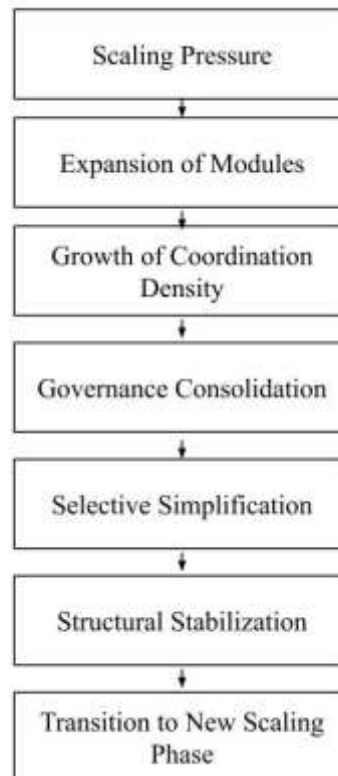 Scaling Pressure
Expansion of Modules
Growth of Coordination
Density
Governance Consolidation
Selective Simplification
Structural Stabilization
Transition to New Scaling
Phase